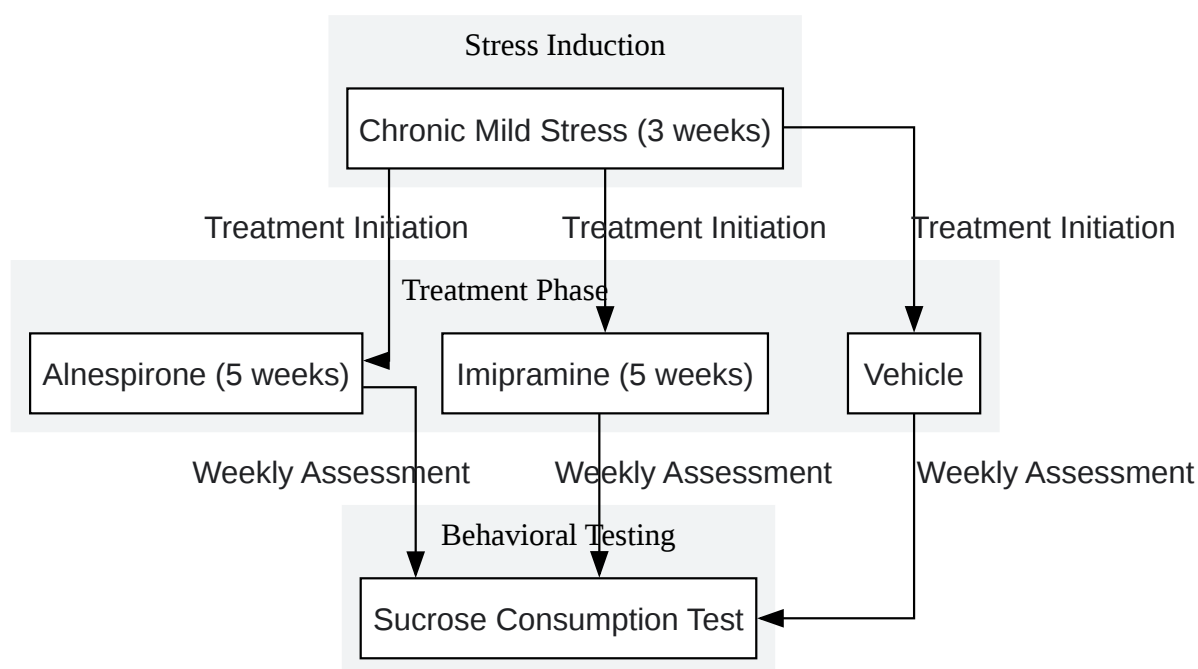 Stress Induction
Chronic Mild Stress (3 weeks)
Treatment Initiation
Treatment Initiation
Treatment Initiation
Treatment Phase
Alnespirone (5 weeks)
Imipramine (5 weeks)
Vehicle
Weekly Assessment
Weekly Assessment
Weekly Assessment
Behavioral Testing
Sucrose Consumption Test